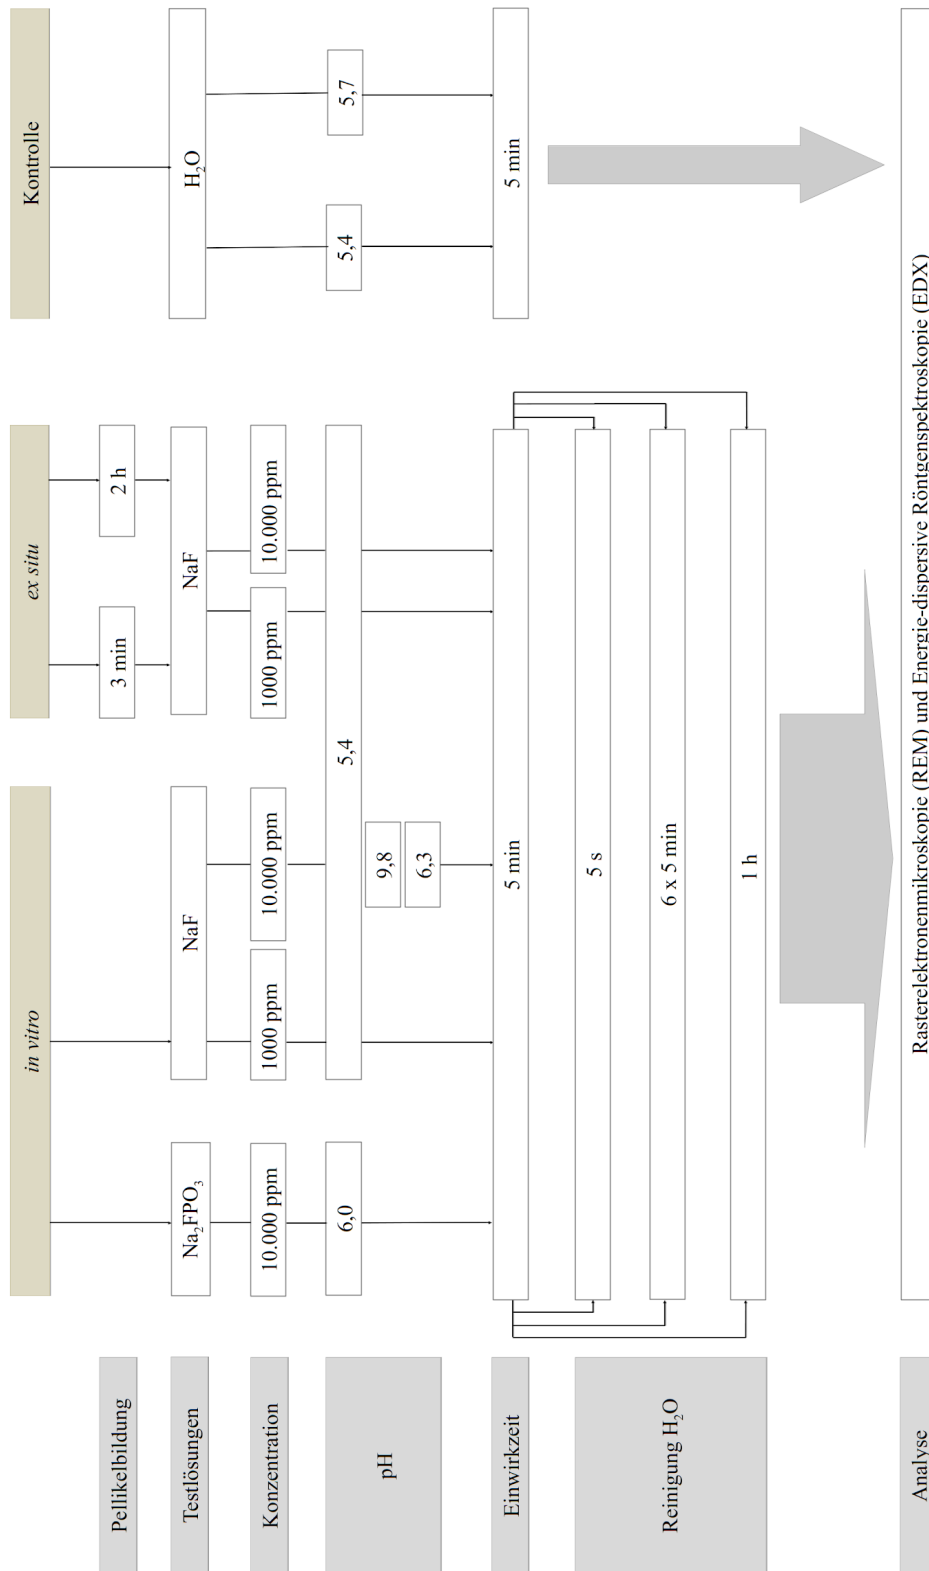 in vitro
ex situ
Kontrolle
Pellikelbildung
3 min
2 h
Testlösungen
Na₂FPO₃
NaF
NaF
H₂O
Konzentration
10.000 ppm
1000 ppm
10.000 ppm
1000 ppm
10.000 ppm
pH
6,0
5,4
5,4
5,7
9,8
6,3
Einwirkzeit
5 min
5 min
Reinigung H₂O
5 s
6 x 5 min
1 h
Analyse
Rasterelektronenmikroskopie (REM) und Energie-dispersive Röntgenspektroskopie (EDX)